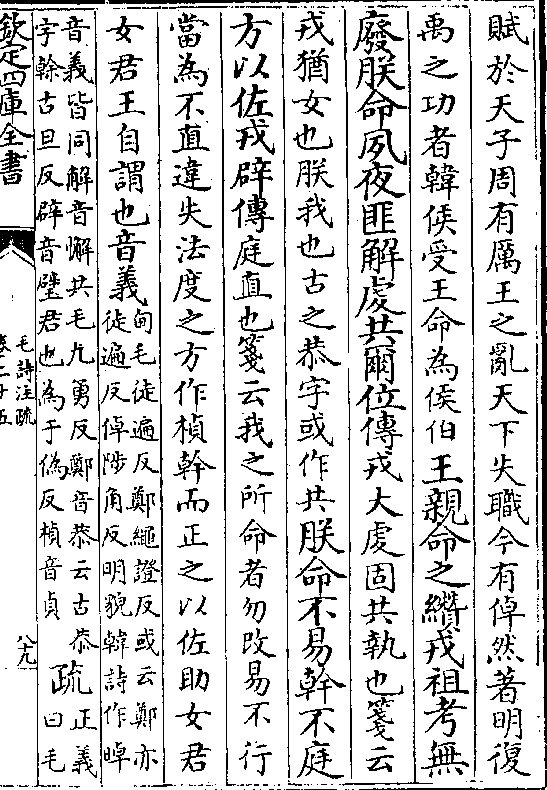 賦於天子周有厲王之亂天下失職今有倬然著明復
禹之功者韓侯受王命為侯伯王親命之纘戎祖考無
廢朕命夙夜匪解虔共爾位傳戎大虔固共執也箋云
戎猶女也朕我也古之恭字或作共朕命不易榦不庭
方以佐戎辟傳庭直也箋云我之所命者勿改易不行
當為不直違失法度之方作楨榦而正之以佐助女君
女君王自謂也音義甸毛徒遍反鄭繩證反或云鄭亦
徒遍反倬陟角反明貌韓詩作晫
音義皆同解音懈共毛九勇反鄭音恭云古恭
字榦古旦反辟音璧君也為于偽反楨音貞
疏正義
曰毛
欽定四庫全書
毛詩注疏
卷二十五
八十九